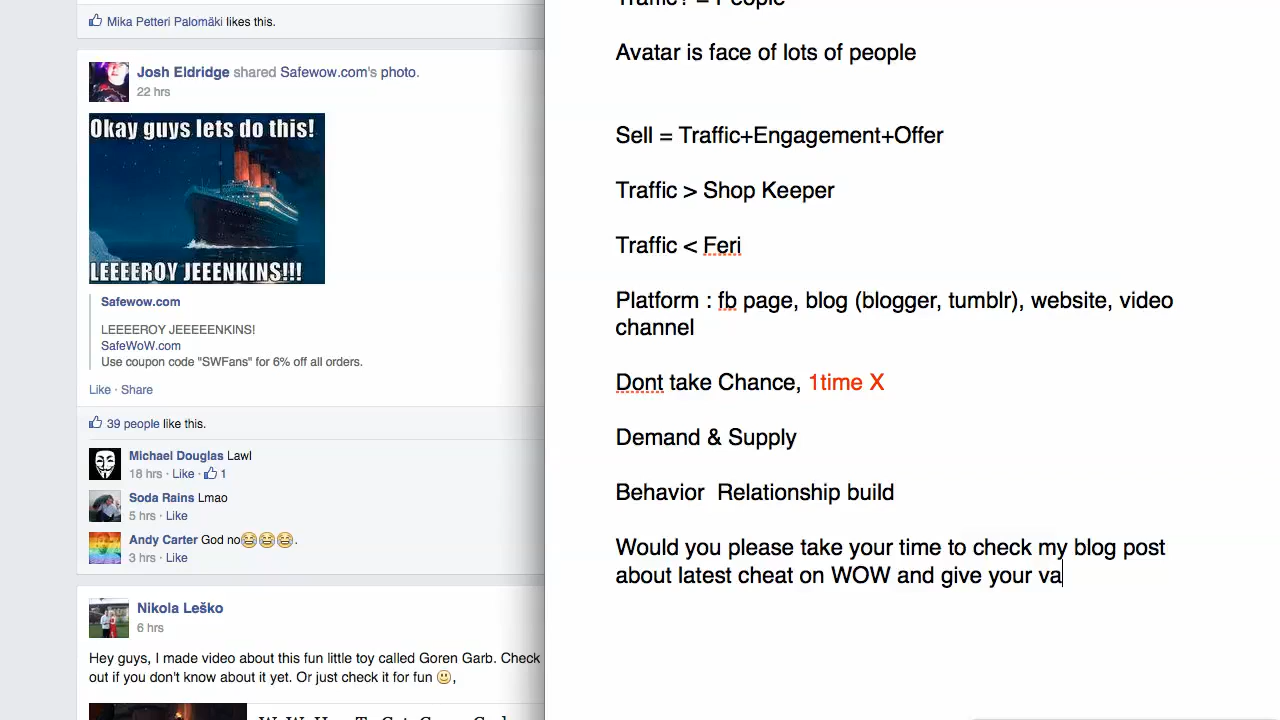 Mika Petteri Palomäki likes this.
Josh Eldridge shared Safewow.com's photo.
22 hrs
Okay guys lets do this!
LEEEEROY JEEENKINS!!!
Safewow.com
LEEEEROY JEEEEENKINS!
SafeWoW.com
Use coupon code "SWFans" for 6% off all orders.
Like · Share
39 people like this.
Michael Douglas Lawl
18 hrs · Like · 1
Soda Rains Lmao
5 hrs · Like
Andy Carter God no😂😂😂.
3 hrs · Like
Nikola Leško
6 hrs
Hey guys, I made video about this fun little toy called Goren Garb. Check
out if you don't know about it yet. Or just check it for fun 😃,
Traffic? = People
Avatar is face of lots of people
Sell = Traffic+Engagement+Offer
Traffic > Shop Keeper
Traffic < Feri
Platform : fb page, blog (blogger, tumblr), website, video
channel
Dont take Chance, 1time X
Demand & Supply
Behavior  Relationship build
Would you please take your time to check my blog post
about latest cheat on WOW and give your va